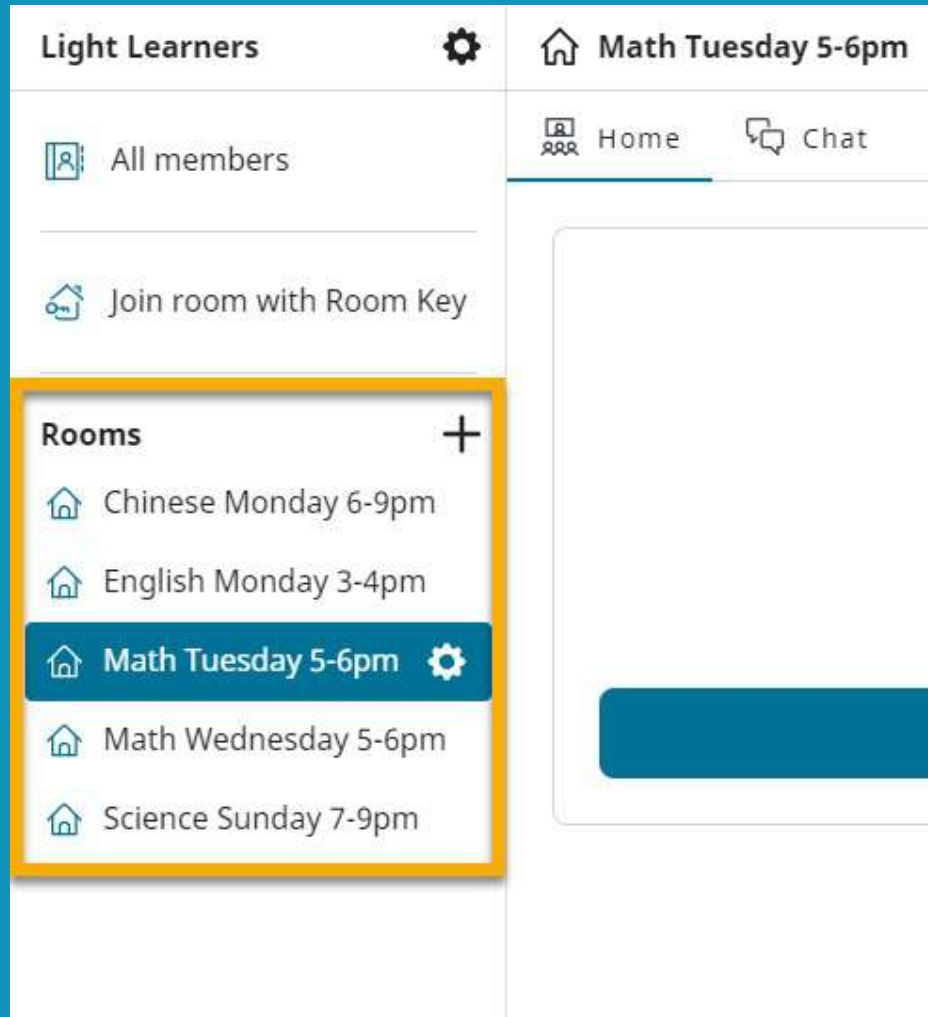 Light Learners
All members
Join room with Room Key
Rooms
Chinese Monday 6-9pm
English Monday 3-4pm
Math Tuesday 5-6pm
Math Wednesday 5-6pm
Science Sunday 7-9pm
Math Tuesday 5-6pm
Home
Chat